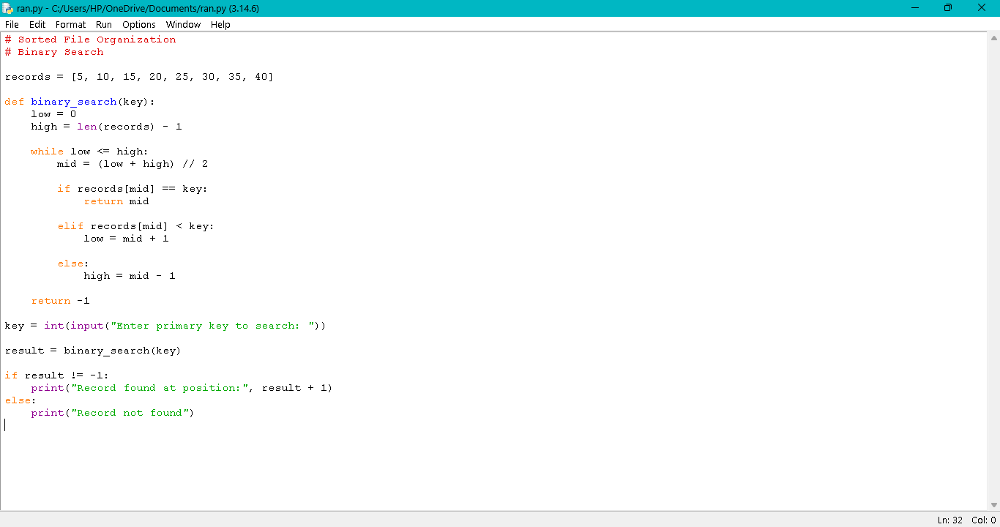 ran.py - C:/Users/HP/OneDrive/Documents/ran.py (3.14.6)
File Edit Format Run Options Window Help
# Sorted File Organization
# Binary Search

records = [5, 10, 15, 20, 25, 30, 35, 40]

def binary_search(key):
    low = 0
    high = len(records) - 1

    while low <= high:
        mid = (low + high) // 2

        if records[mid] == key:
            return mid

        elif records[mid] < key:
            low = mid + 1

        else:
            high = mid - 1

    return -1

key = int(input("Enter primary key to search: "))

result = binary_search(key)

if result != -1:
    print("Record found at position:", result + 1)
else:
    print("Record not found")
Ln: 32 Col: 0